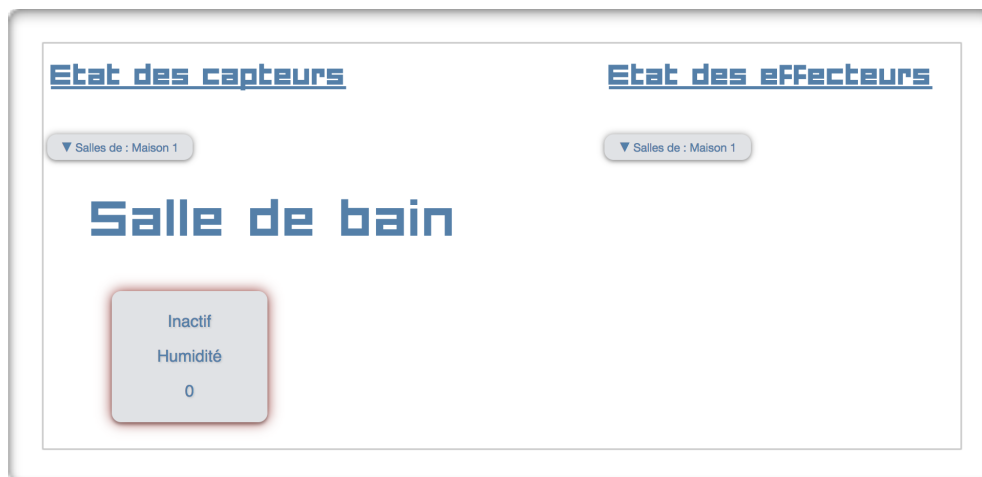 Etat des capteurs
Etat des effecteurs
▼ Salles de : Maison 1
▼ Salles de : Maison 1
Salle de bain
Inactif
Humidité
0